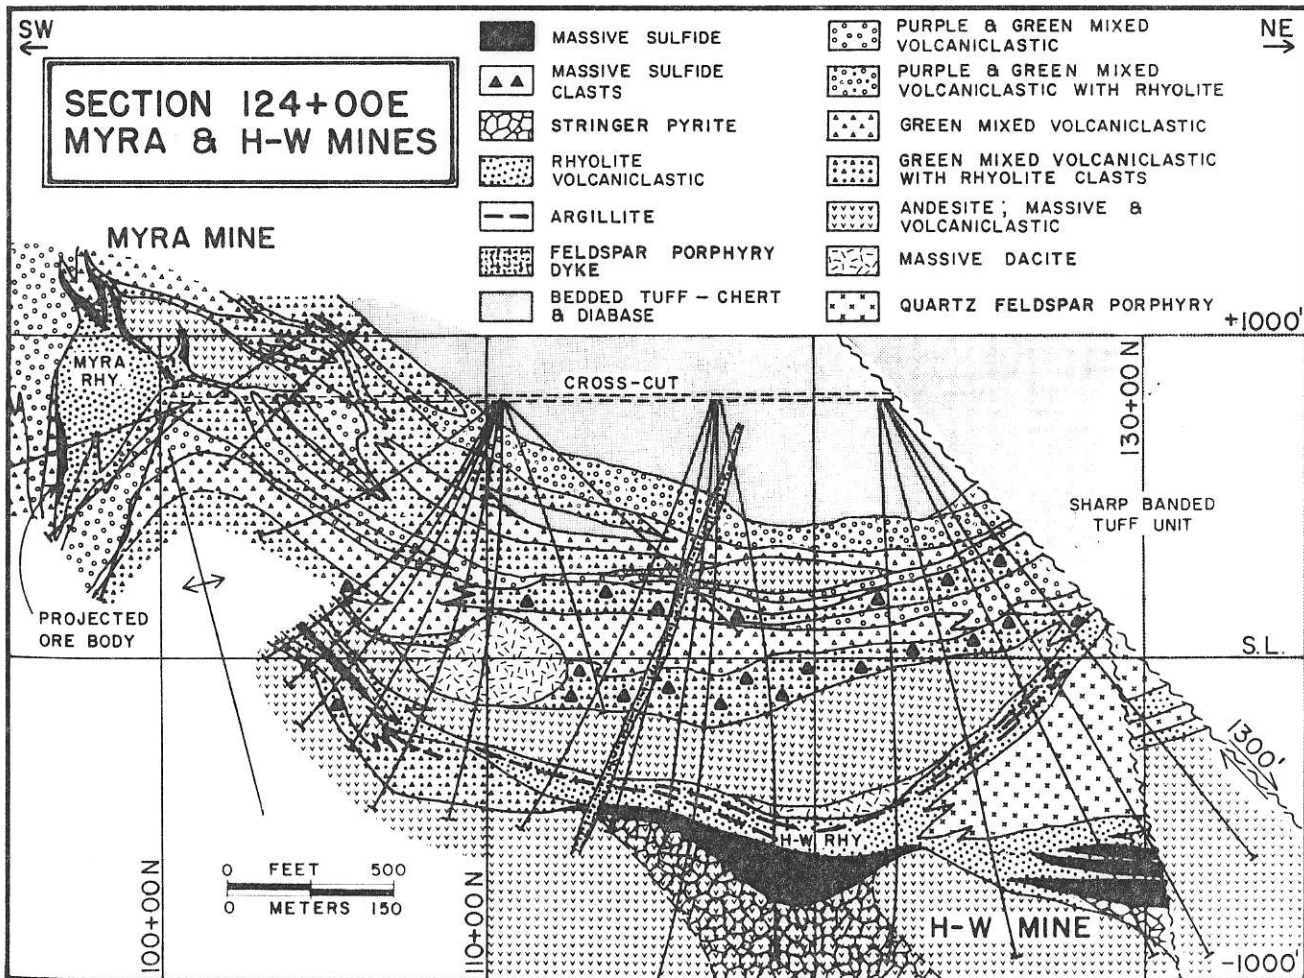 SW
NE
SECTION 124+00E
MYRA & H-W MINES
MASSIVE SULFIDE
MASSIVE SULFIDE
CLASTS
STRINGER PYRITE
RHYOLITE
VOLCANICLASTIC
ARGILLITE
FELDSPAR PORPHYRY
DYKE
BEDDED TUFF – CHERT
& DIABASE
PURPLE & GREEN MIXED
VOLCANICLASTIC
PURPLE & GREEN MIXED
VOLCANICLASTIC WITH RHYOLITE
GREEN MIXED VOLCANICLASTIC
GREEN MIXED VOLCANICLASTIC
WITH RHYOLITE CLASTS
ANDESITE; MASSIVE &
VOLCANICLASTIC
MASSIVE DACITE
QUARTZ FELDSPAR PORPHYRY
MYRA MINE
+1000'
MYRA
RHY.
CROSS-CUT
130+00 N
SHARP BANDED
TUFF UNIT
PROJECTED
ORE BODY
S.L.
1300'
H-W RHY.
0 FEET 500
0 METERS 150
100+00N
110+00N
H-W MINE
-1000'